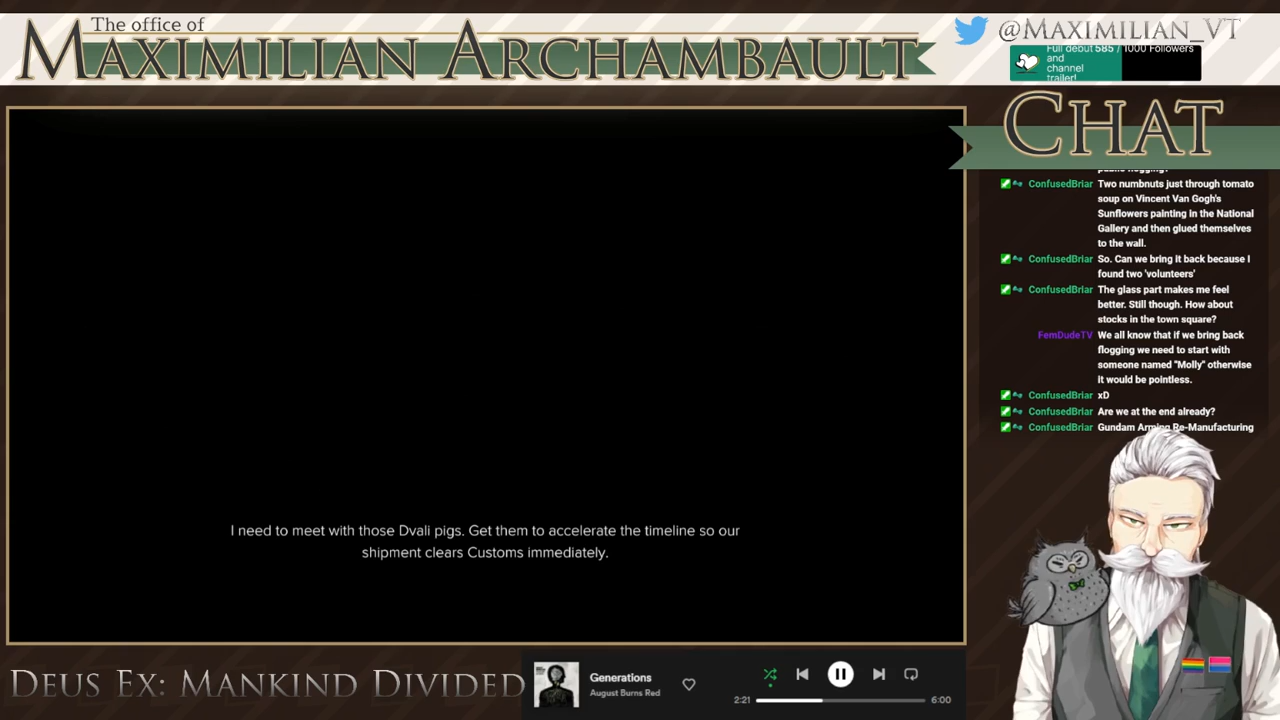 The office of
MAXIMILIAN ARCHAMBAULT
@MAXIMILIAN_VT
Full debut 585 / 1000 Followers
and
channel
trailer!
CHAT
public flogging?
ConfusedBriar Two numbnuts just through tomato
soup on Vincent Van Gogh's
Sunflowers painting in the National
Gallery and then glued themselves
to the wall.
ConfusedBriar So. Can we bring it back because I
found two 'volunteers'
ConfusedBriar The glass part makes me feel
better. Still though. How about
stocks in the town square?
FemDudeTV We all know that if we bring back
flogging we need to start with
someone named "Molly" otherwise
it would be pointless.
ConfusedBriar xD
ConfusedBriar Are we at the end already?
ConfusedBriar Gundam Arming Re-Manufacturing
I need to meet with those Dvali pigs. Get them to accelerate the timeline so our
shipment clears Customs immediately.
DEUS EX: MANKIND DIVIDED
Generations
August Burns Red
2:21
6:00